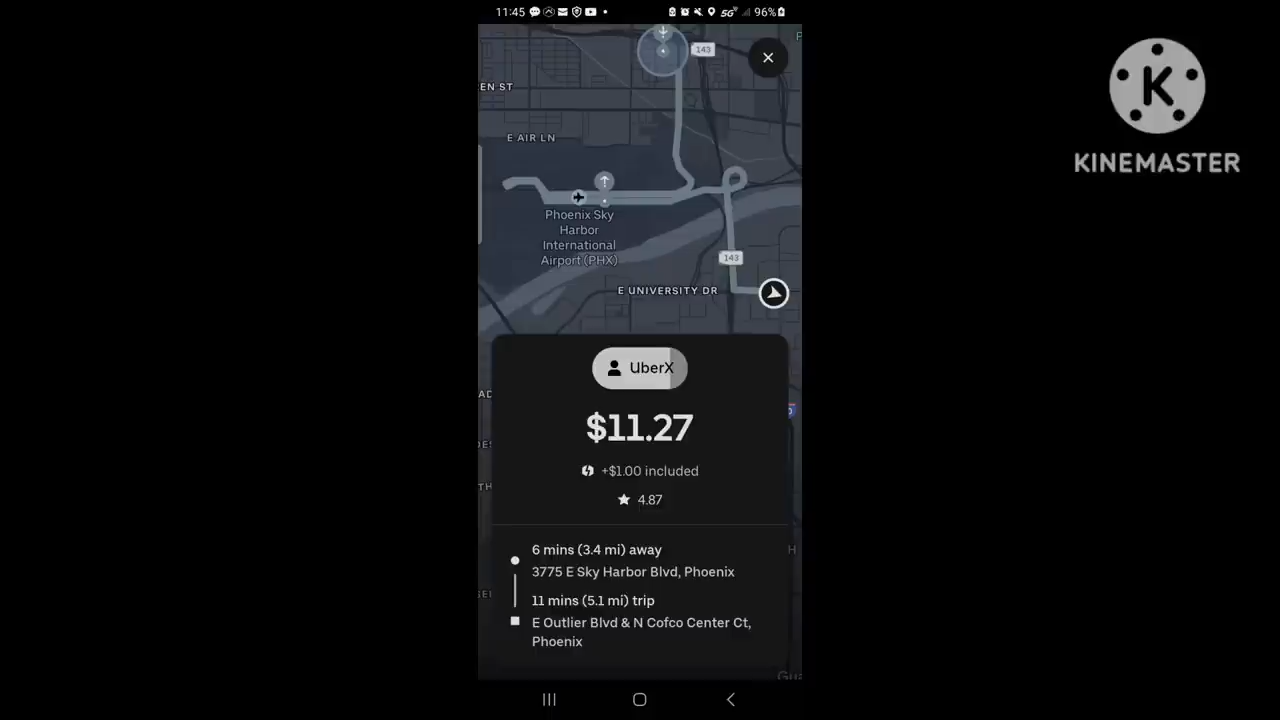 11:45
5G
96%
143
EN ST
E AIR LN
Phoenix Sky
Harbor
International
Airport (PHX)
143
E UNIVERSITY DR
UberX
$11.27
+$1.00 included
4.87
6 mins (3.4 mi) away
3775 E Sky Harbor Blvd, Phoenix
11 mins (5.1 mi) trip
E Outlier Blvd & N Cofco Center Ct,
Phoenix
K
KINEMASTER